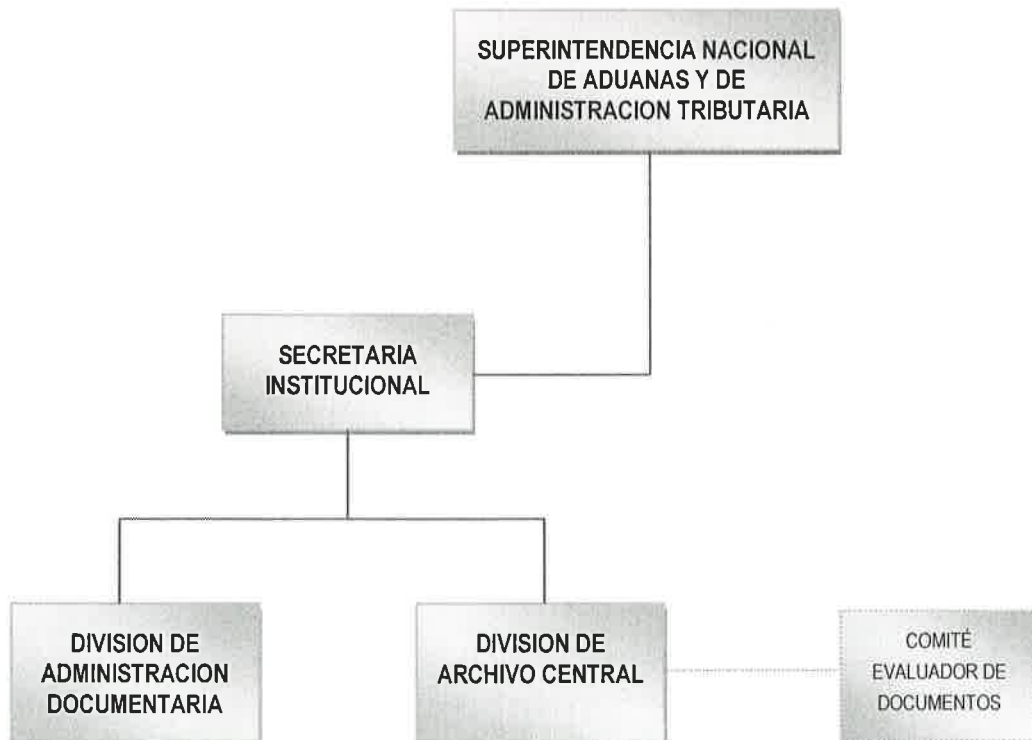 SUPERINTENDENCIA NACIONAL
DE ADUANAS Y DE
ADMINISTRACION TRIBUTARIA
SECRETARIA
INSTITUCIONAL
DIVISION DE
ADMINISTRACION
DOCUMENTARIA
DIVISION DE
ARCHIVO CENTRAL
COMITÉ
EVALUADOR DE
DOCUMENTOS